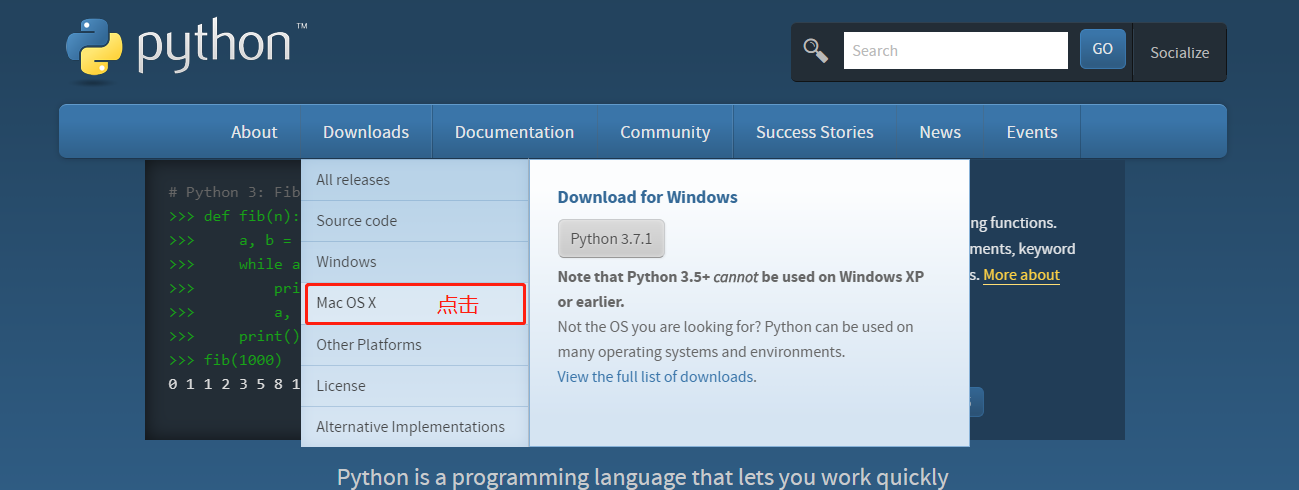 python™
Search
GO
Socialize
About
Downloads
Documentation
Community
Success Stories
News
Events
# Python 3: Fib
>>> def fib(n):
>>>     a, b =
>>>     while a
>>>         pri
>>>         a,
>>>     print()
>>> fib(1000)
0 1 1 2 3 5 8 1
All releases
Source code
Windows
Mac OS X
点击
Other Platforms
License
Alternative Implementations
Download for Windows
Python 3.7.1
Note that Python 3.5+ cannot be used on Windows XP
or earlier.
Not the OS you are looking for? Python can be used on
many operating systems and environments.
View the full list of downloads.
ng functions.
ments, keyword
s. More about
Python is a programming language that lets you work quickly